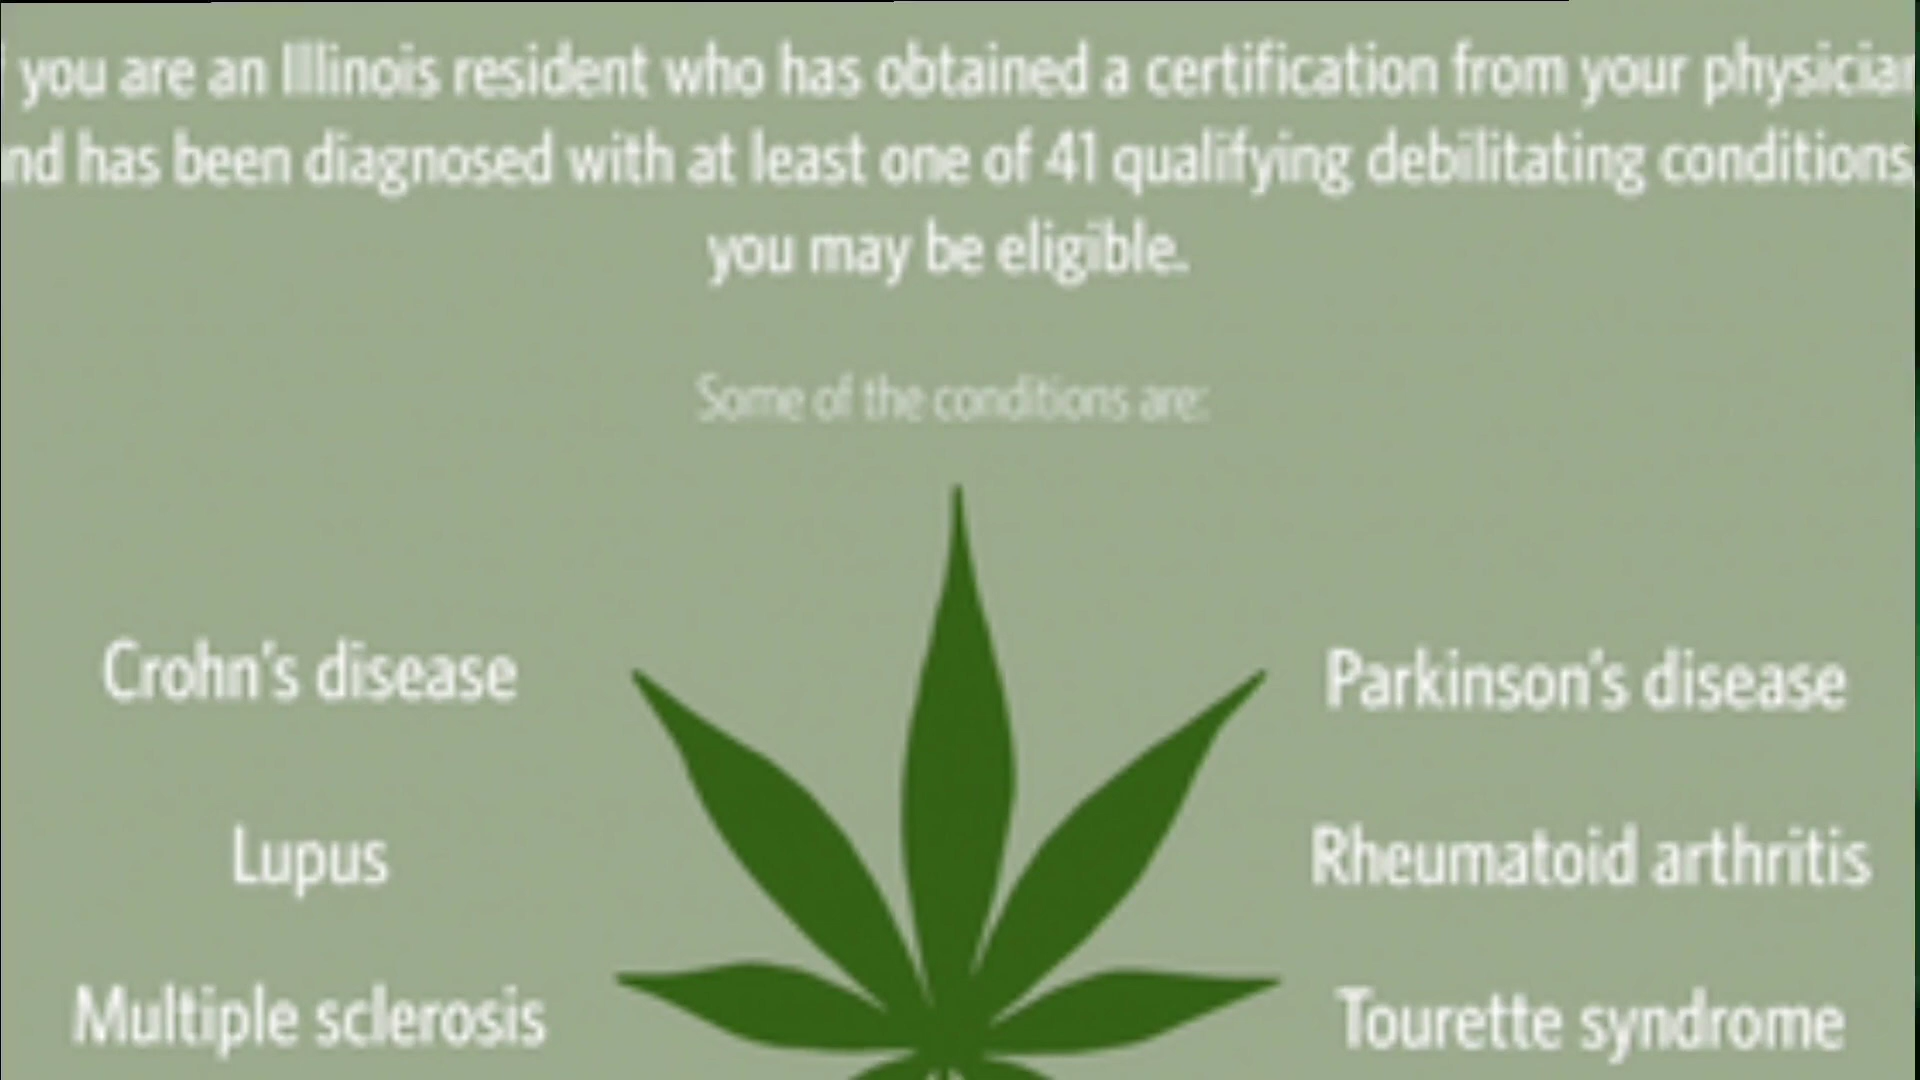 you are an Illinois resident who has obtained a certification from your physician
nd has been diagnosed with at least one of 41 qualifying debilitating conditions,
you may be eligible.
Some of the conditions are:
Crohn's disease
Parkinson's disease
Lupus
Rheumatoid arthritis
Multiple sclerosis
Tourette syndrome